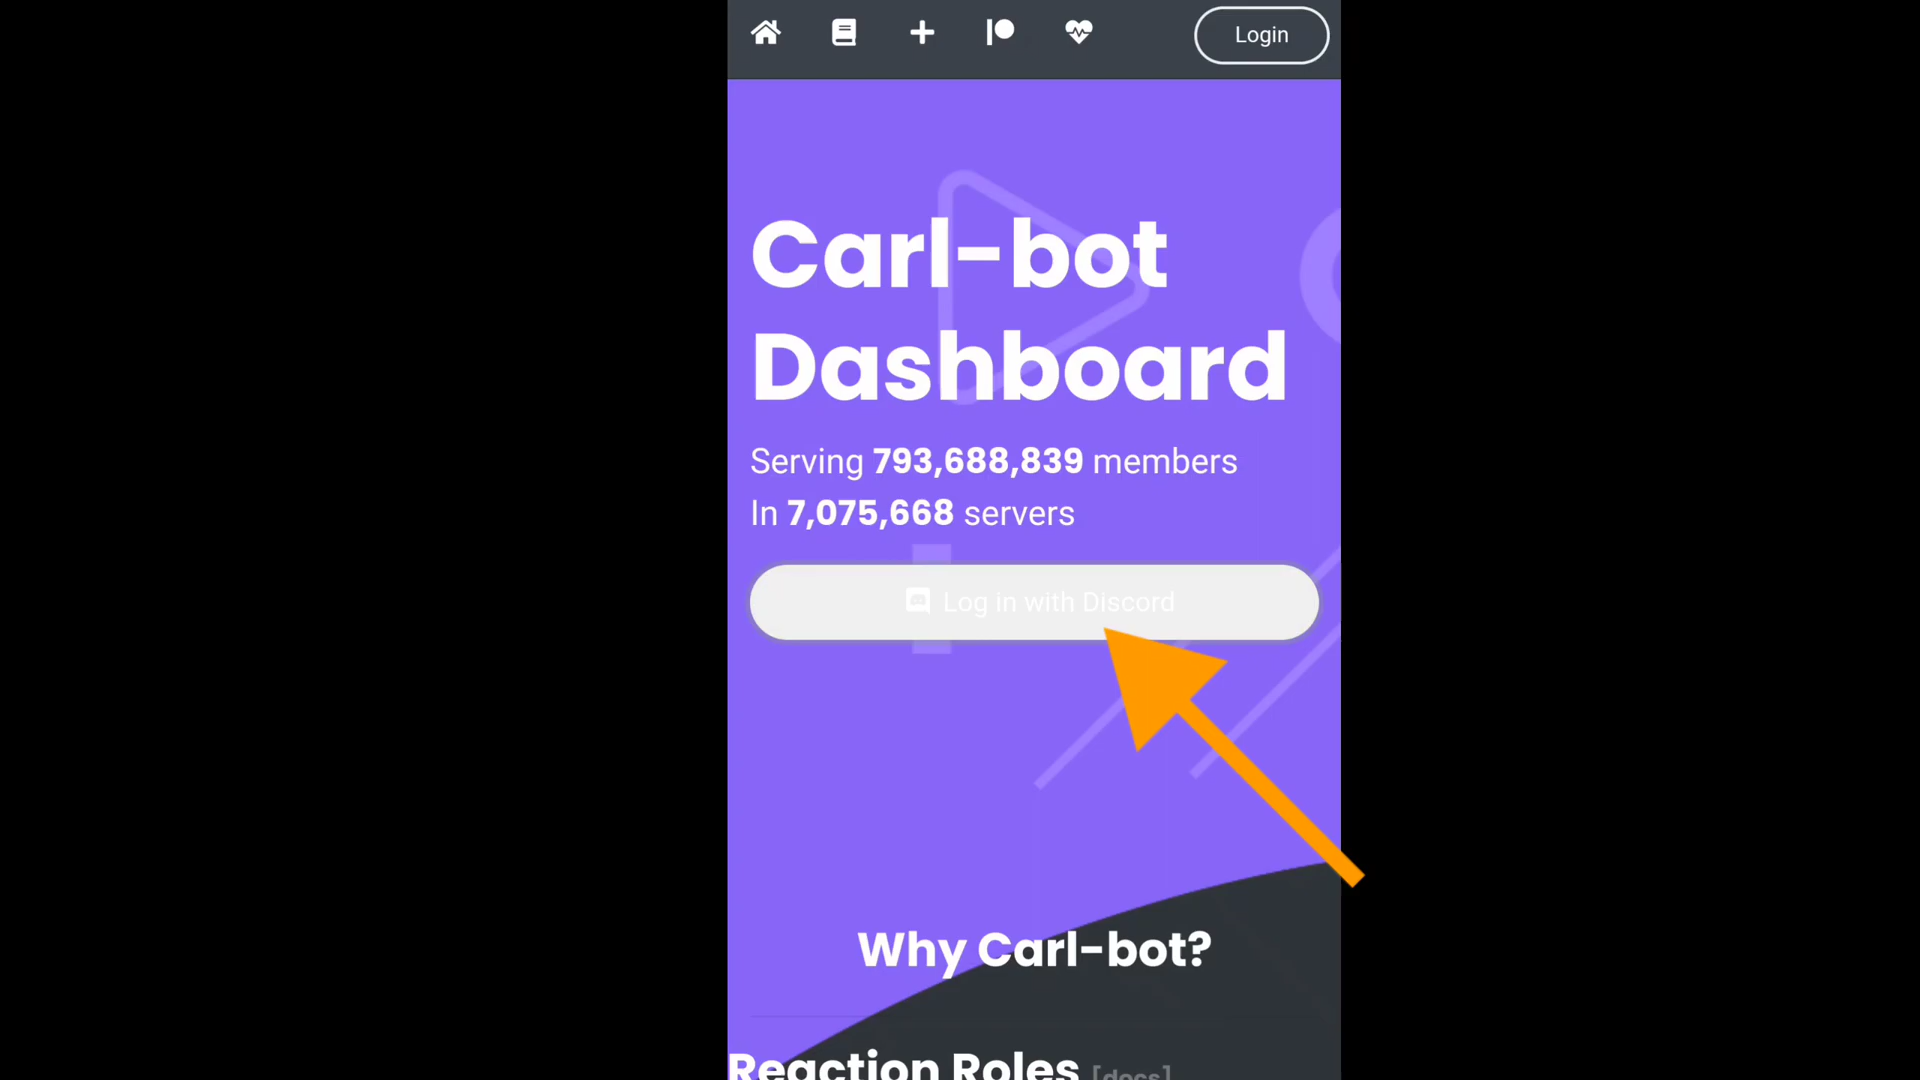 Login
Carl-bot
Dashboard
Serving 793,688,839 members
In 7,075,668 servers
Log in with Discord
Why Carl-bot?
Reaction Roles [docs]